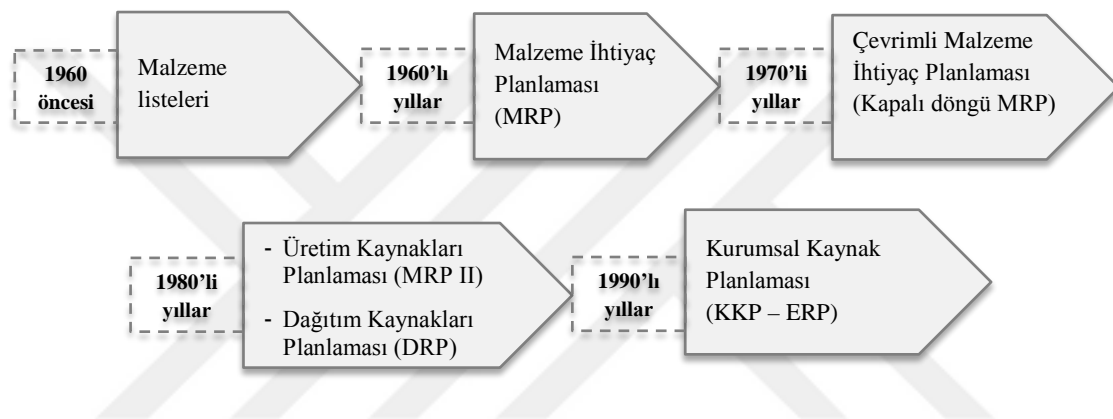 1960
öncesi
Malzeme
listeleri
1960’lı
yıllar
Malzeme İhtiyaç
Planlaması
(MRP)
1970’li
yıllar
Çevrimli Malzeme
İhtiyaç Planlaması
(Kapalı döngü MRP)
1980’li
yıllar
- Üretim Kaynakları
Planlaması (MRP II)
- Dağıtım Kaynakları
Planlaması (DRP)
1990’lı
yıllar
Kurumsal Kaynak
Planlaması
(KKP – ERP)